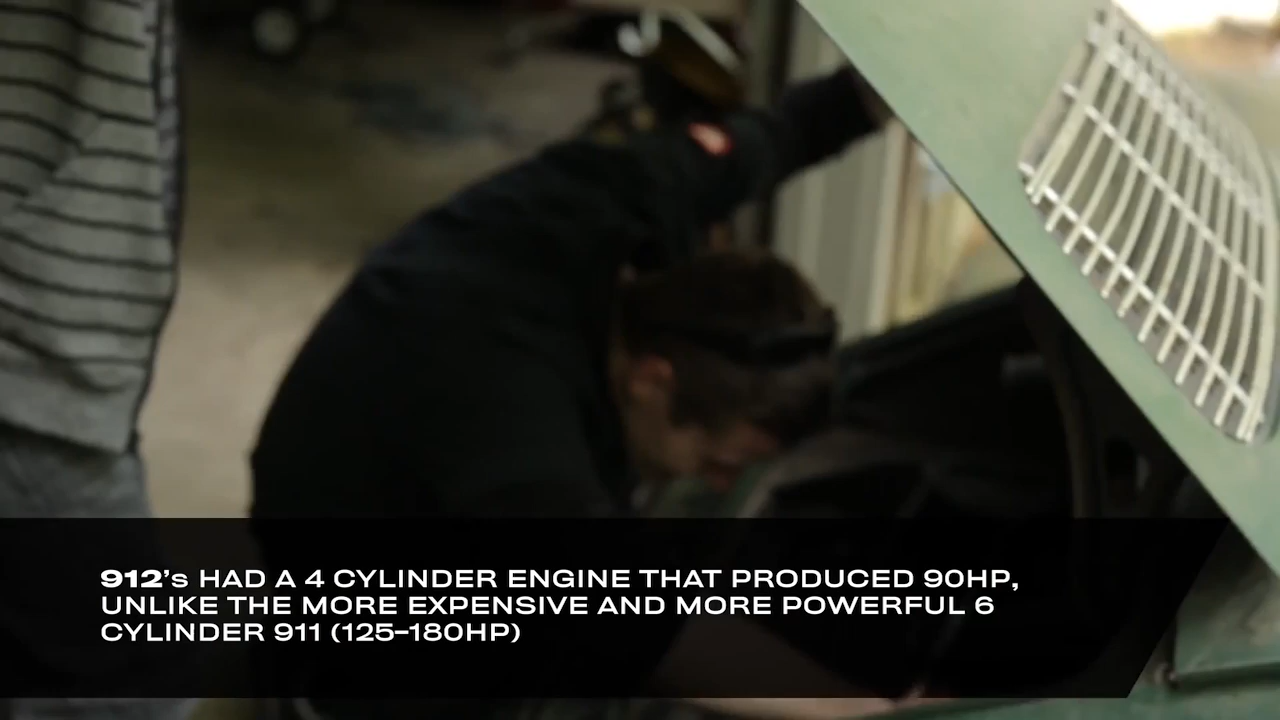 912's HAD A 4 CYLINDER ENGINE THAT PRODUCED 90HP,
UNLIKE THE MORE EXPENSIVE AND MORE POWERFUL 6
CYLINDER 911 (125–180HP)